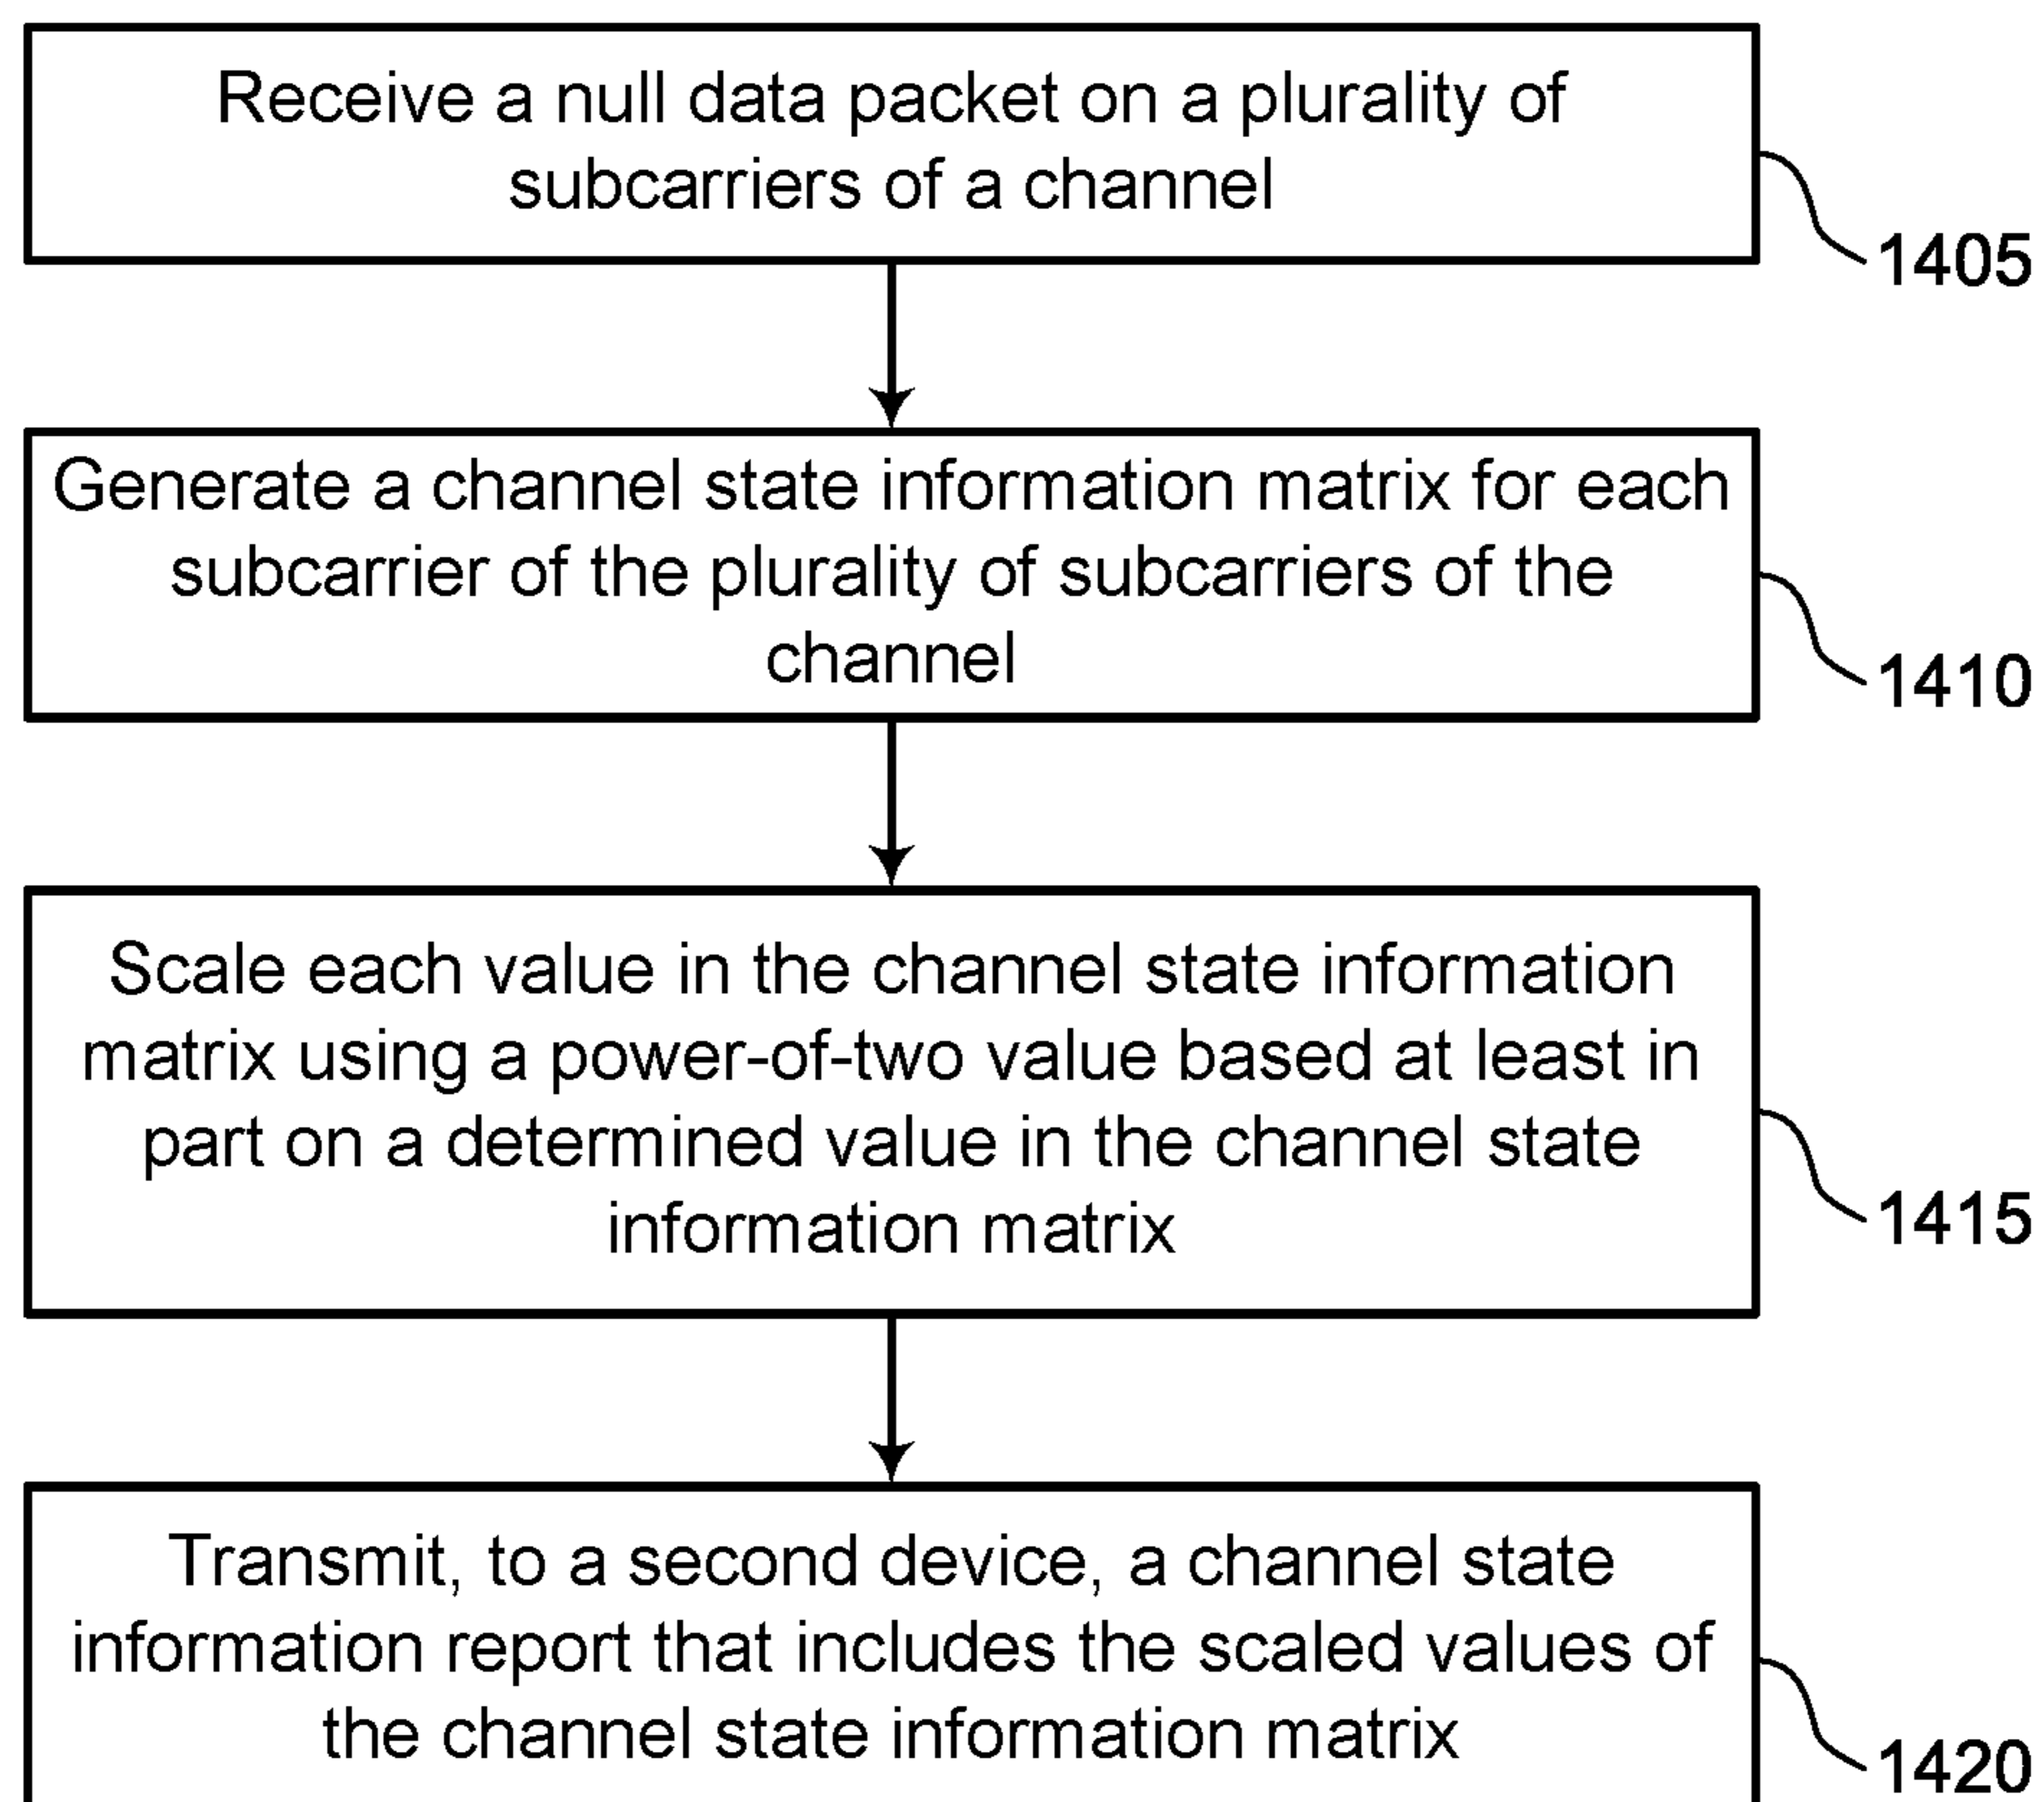 Receive a null data packet on a plurality of
subcarriers of a channel
1405
Generate a channel state information matrix for each
subcarrier of the plurality of subcarriers of the
channel
1410
Scale each value in the channel state information
matrix using a power-of-two value based at least in
part on a determined value in the channel state
information matrix
1415
Transmit, to a second device, a channel state
information report that includes the scaled values of
the channel state information matrix
1420